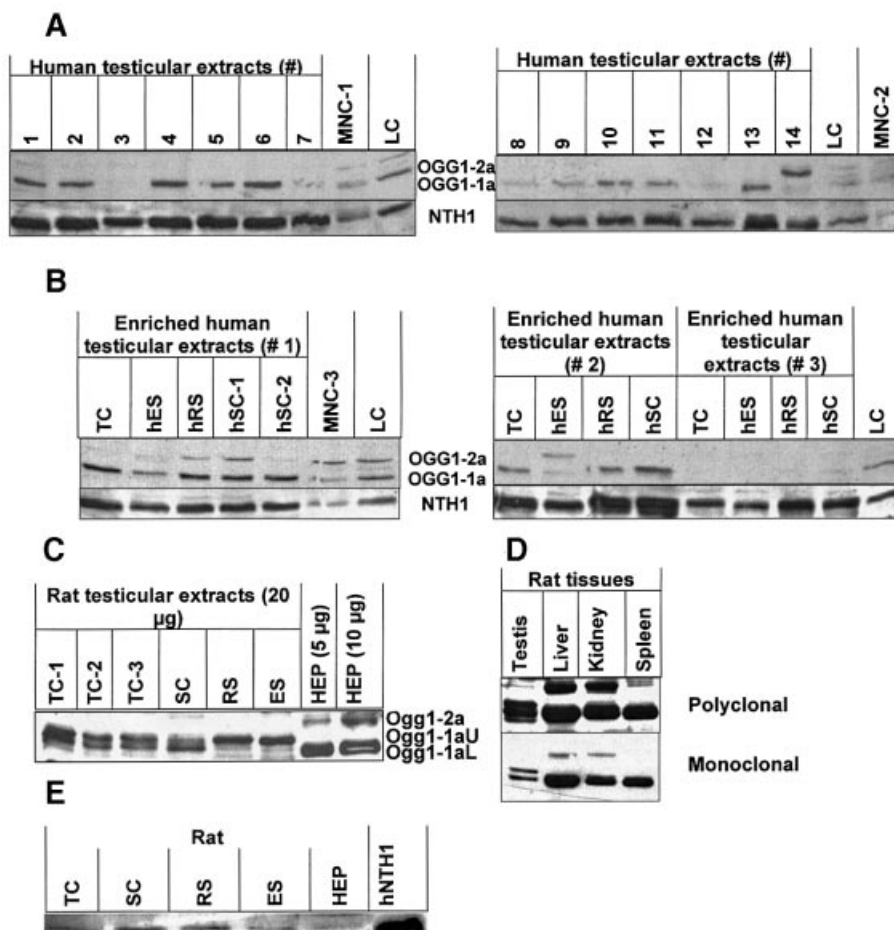 A
Human testicular extracts (#)
1 2 3 4 5 6 7 MNC-1 LC
OGG1-2a
OGG1-1a
NTH1
Human testicular extracts (#)
8 9 10 11 12 13 14 LC MNC-2
B
Enriched human
testicular extracts (# 1)
TC hES hRS hSC-1 hSC-2 MNC-3 LC
OGG1-2a
OGG1-1a
NTH1
Enriched human
testicular extracts
(# 2)
TC hES hRS hSC
Enriched human
testicular
extracts (# 3)
TC hES hRS hSC LC
C
Rat testicular extracts (20
µg)
TC-1 TC-2 TC-3 SC RS ES HEP (5 µg) HEP (10 µg)
Ogg1-2a
Ogg1-1aU
Ogg1-1aL
D
Rat tissues
Testis Liver Kidney Spleen
Polyclonal
Monoclonal
E
Rat
TC SC RS ES HEP hNTH1